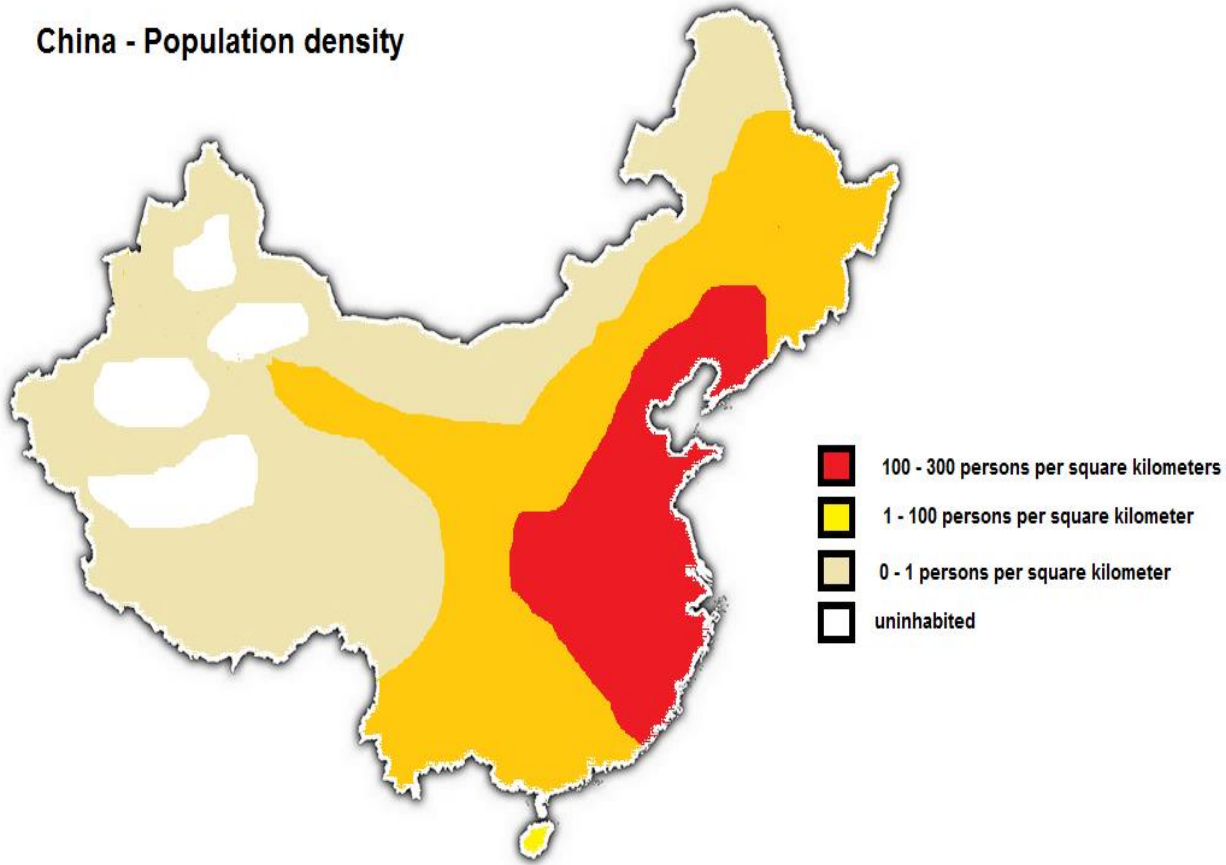 China - Population density
100 - 300 persons per square kilometers
1 - 100 persons per square kilometer
0 - 1 persons per square kilometer
uninhabited